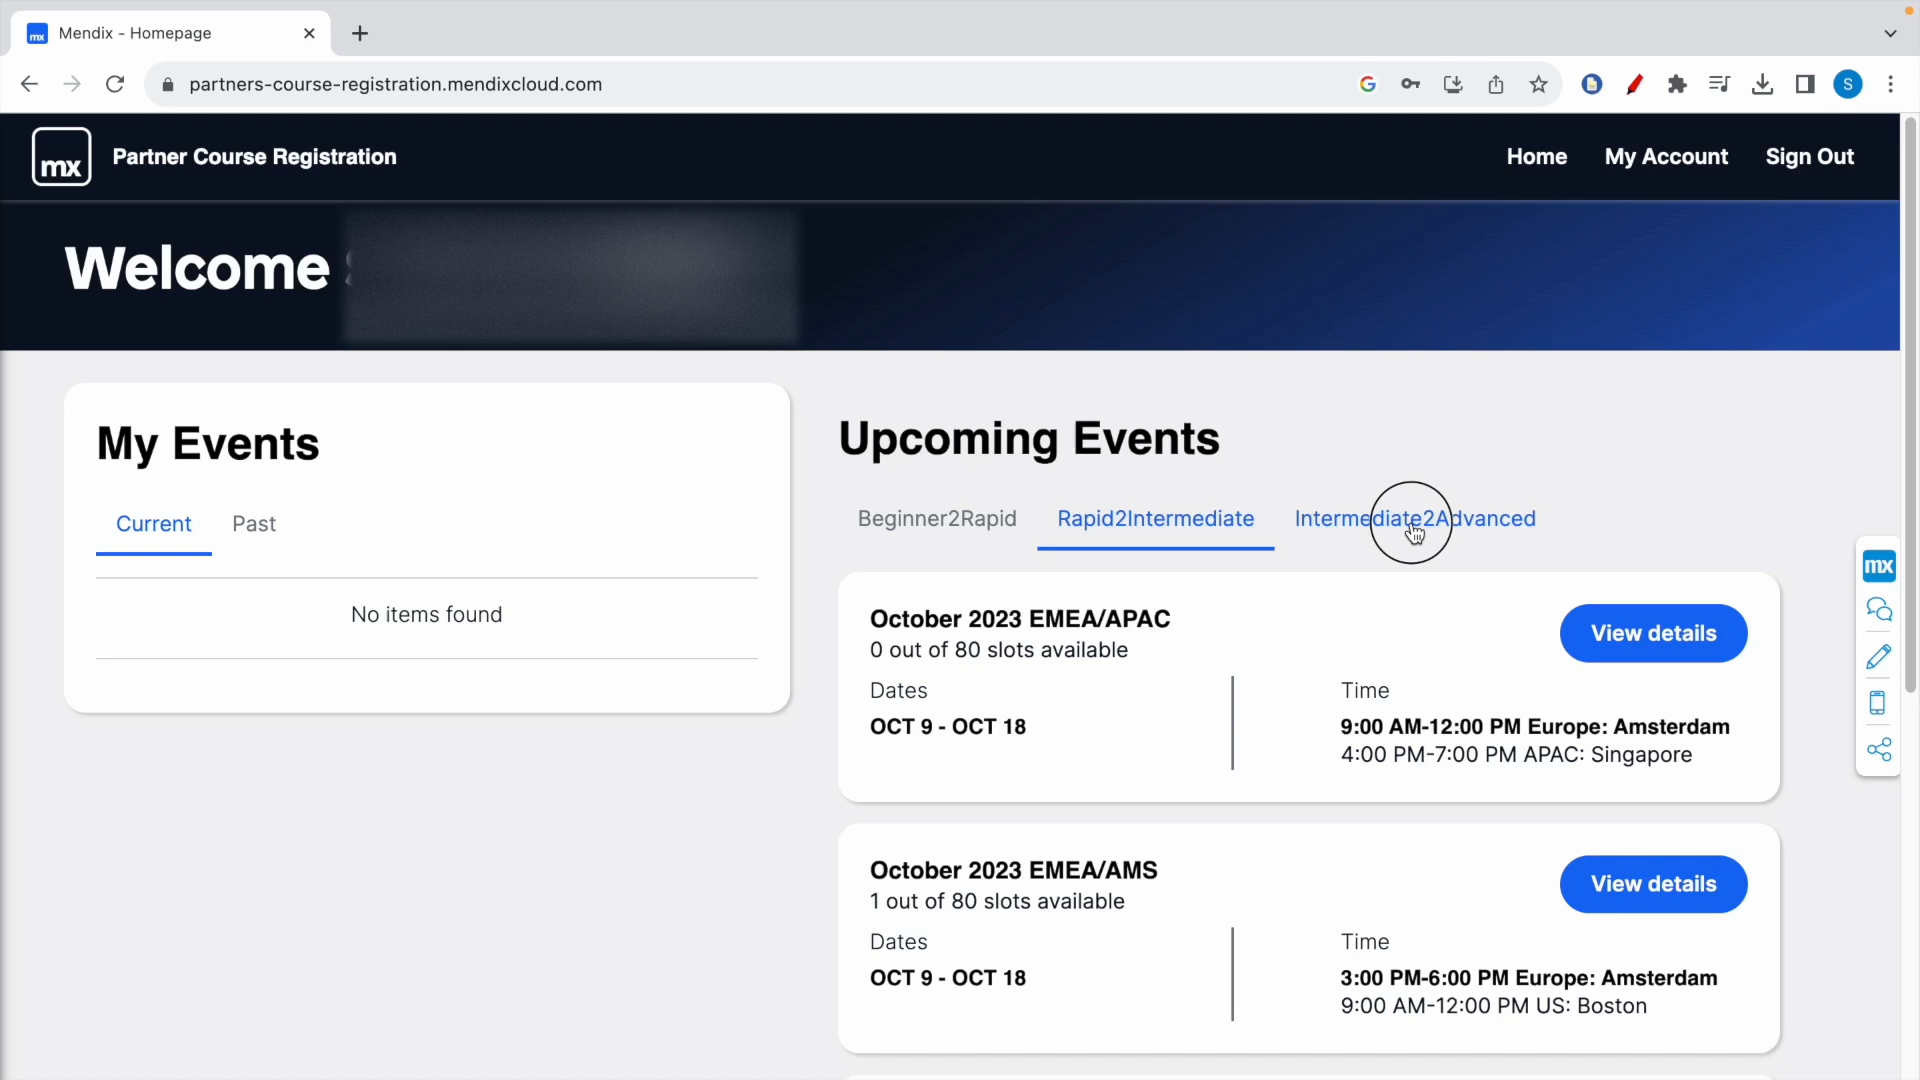 Mendix - Homepage
partners-course-registration.mendixcloud.com
S
mx Partner Course Registration
Home My Account Sign Out
Welcome
My Events
Current Past
No items found
Upcoming Events
Beginner2Rapid Rapid2Intermediate Intermediate2Advanced
October 2023 EMEA/APAC
View details
0 out of 80 slots available
Dates
OCT 9 - OCT 18
Time
9:00 AM-12:00 PM Europe: Amsterdam
4:00 PM-7:00 PM APAC: Singapore
October 2023 EMEA/AMS
View details
1 out of 80 slots available
Dates
OCT 9 - OCT 18
Time
3:00 PM-6:00 PM Europe: Amsterdam
9:00 AM-12:00 PM US: Boston
mx